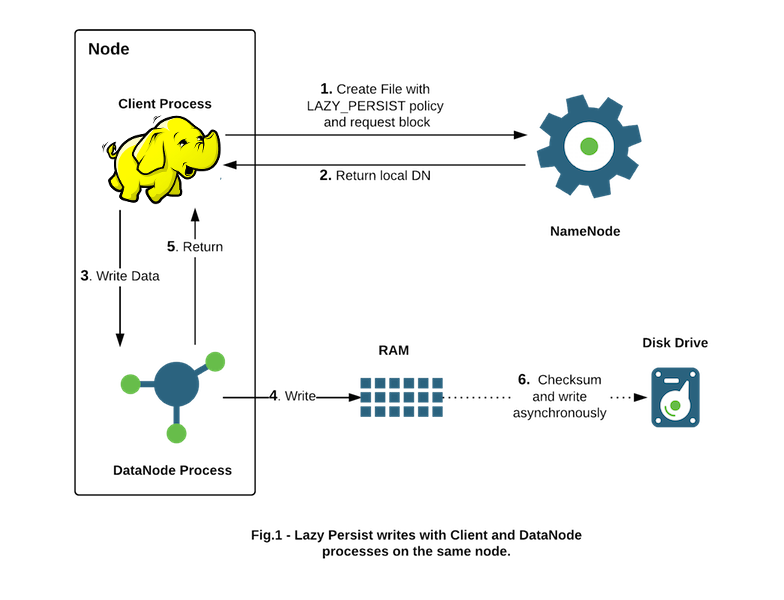 Node
Client Process
1. Create File with
LAZY_PERSIST policy
and request block
2. Return local DN
NameNode
5. Return
3. Write Data
RAM
Disk Drive
4. Write
6. Checksum
and write
asynchronously
DataNode Process
Fig.1 - Lazy Persist writes with Client and DataNode
processes on the same node.